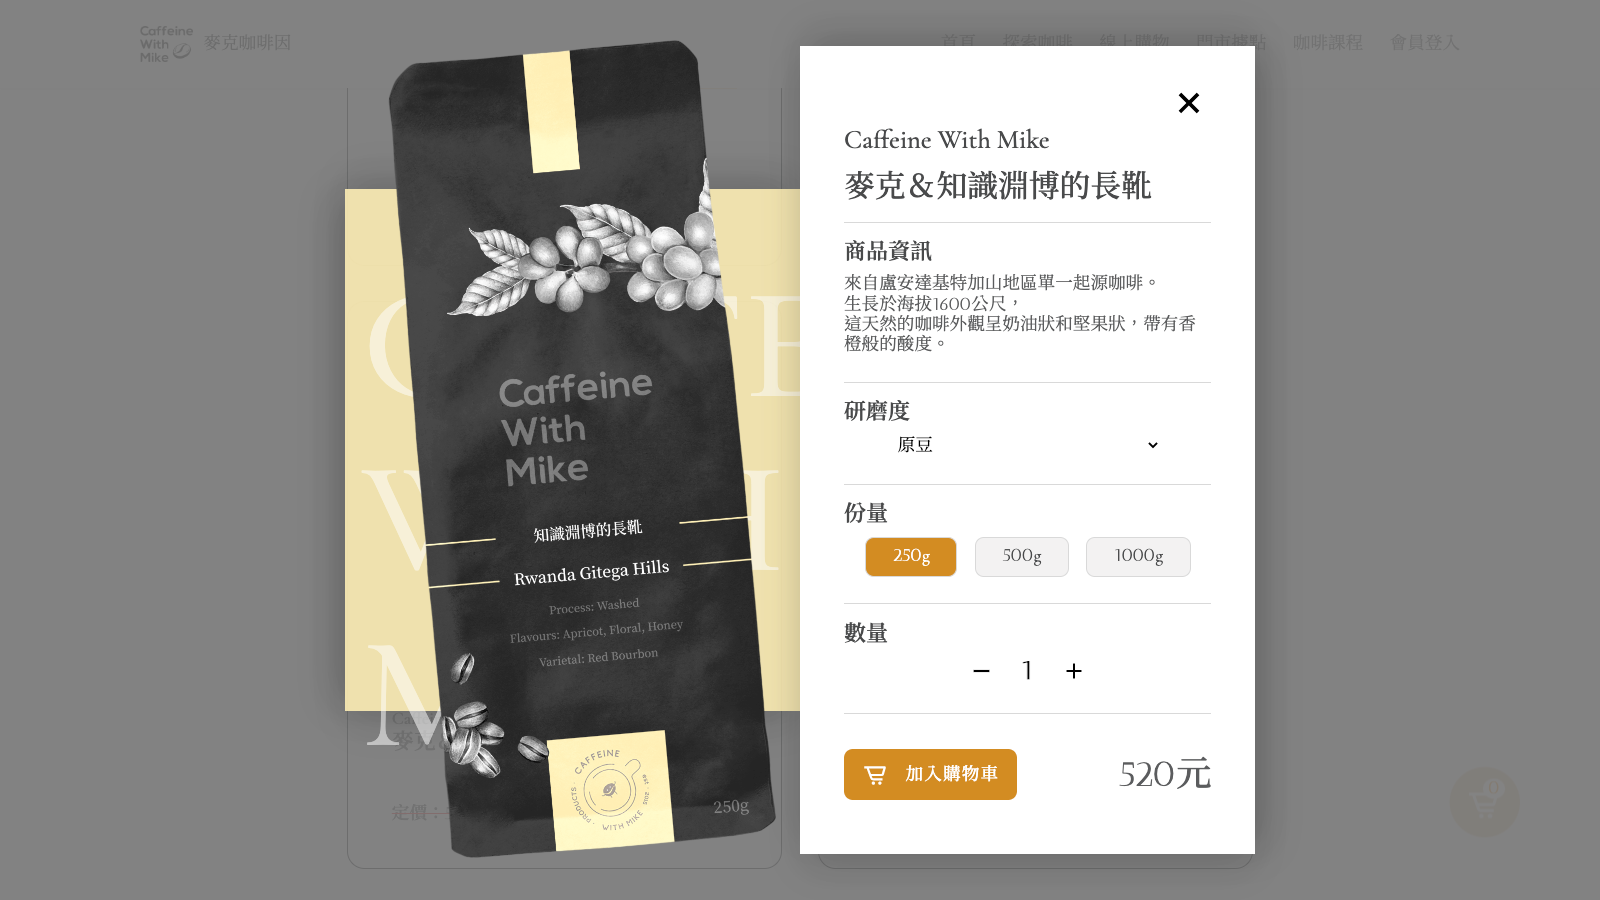 Caffeine
With
Mike
麥克咖啡因
首頁 探索咖啡 線上購物 門市據點 咖啡課程 會員登入
Caffeine
With
Mike
知識淵博的長靴
Rwanda Gitega Hills
Process: Washed
Flavours: Apricot, Floral, Honey
Varietal: Red Bourbon
CAFFEINE
WITH MIKE
PRODUCTS
est · 2015
250g
定價：
Caffeine With Mike
麥克&知識淵博的長靴
商品資訊
來自盧安達基特加山地區單一起源咖啡。
生長於海拔1600公尺，
這天然的咖啡外觀呈奶油狀和堅果狀，帶有香
橙般的酸度。
研磨度
原豆
份量
250g 500g 1000g
數量
1
加入購物車
520元
0